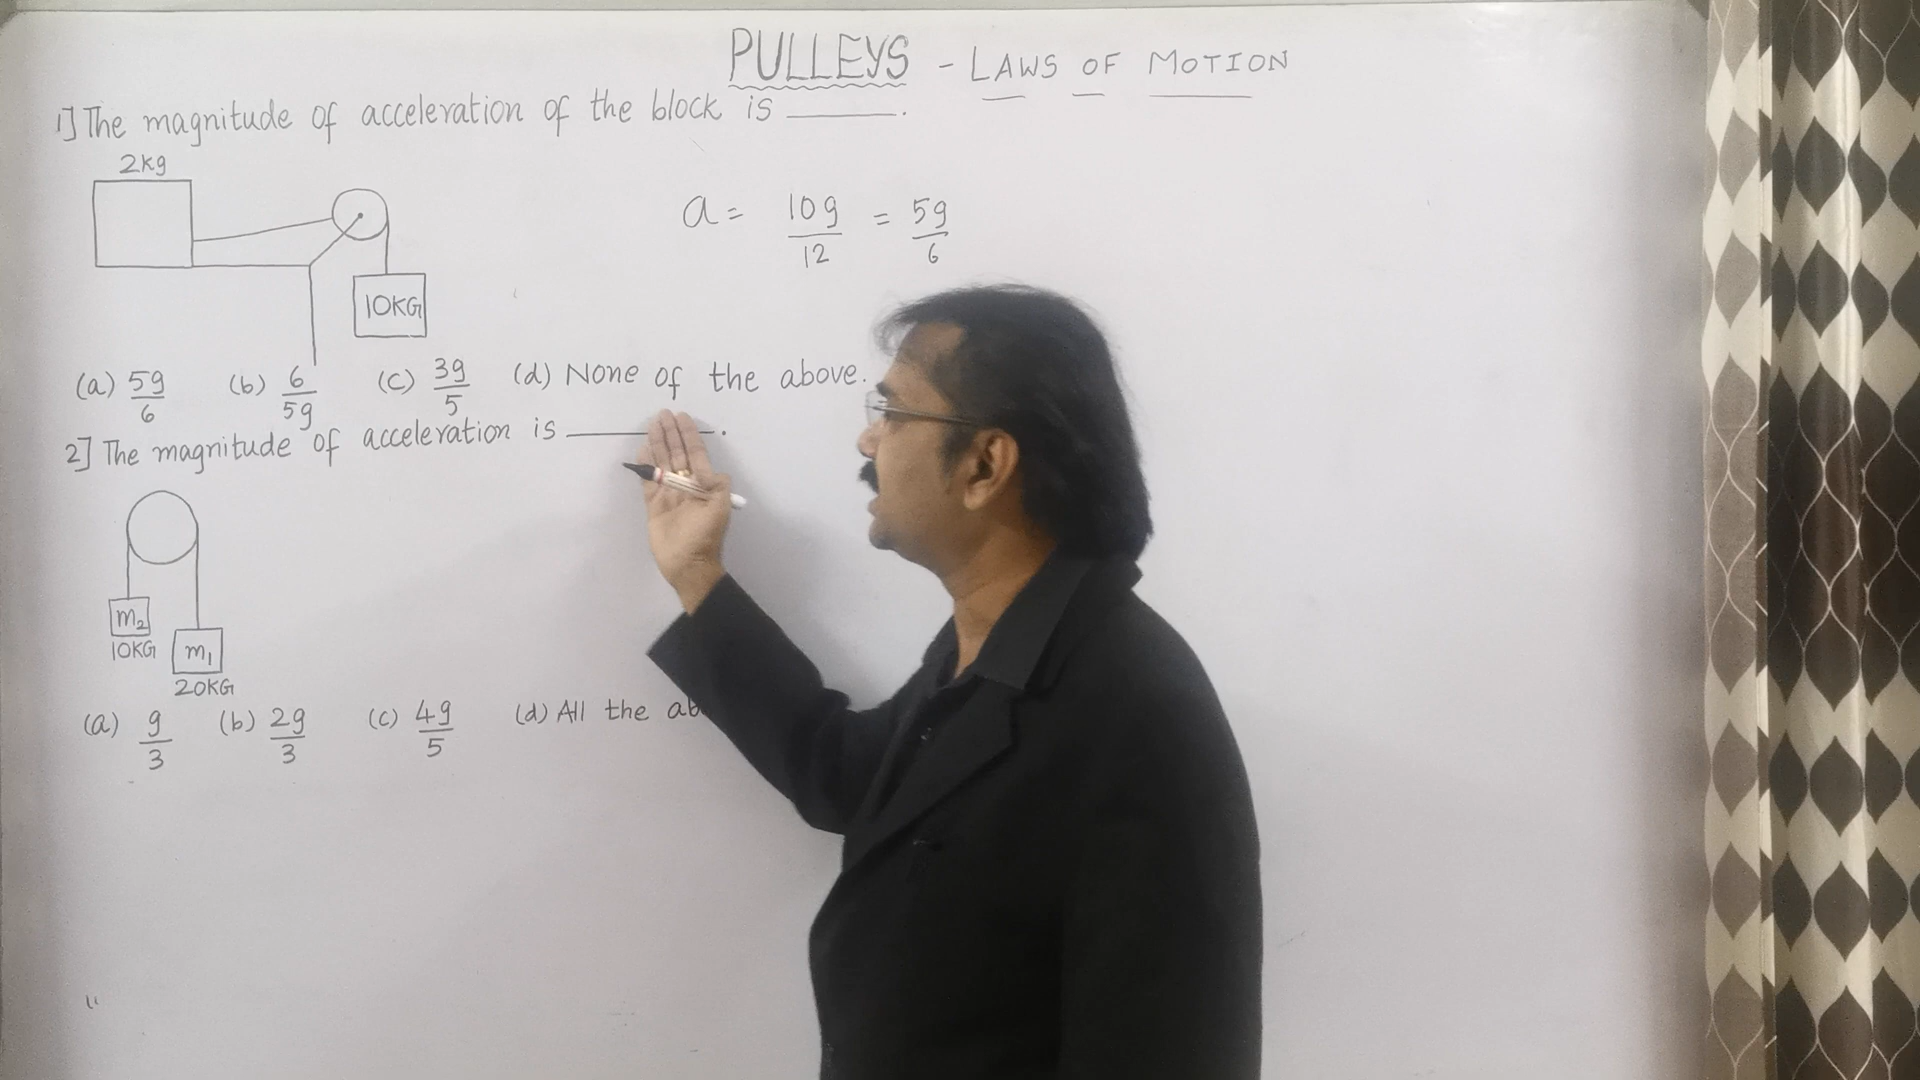 PULLEYS - LAWS OF MOTION
1] The magnitude of acceleration of the block is ______.
2kg
10KG
a = 10g/12 = 5g/6
(a) 5g/6 (b) 6/5g (c) 3g/5 (d) None of the above.
2] The magnitude of acceleration is ______.
m₂
10KG
m₁
20KG
(a) g/3 (b) 2g/3 (c) 4g/5 (d) All the